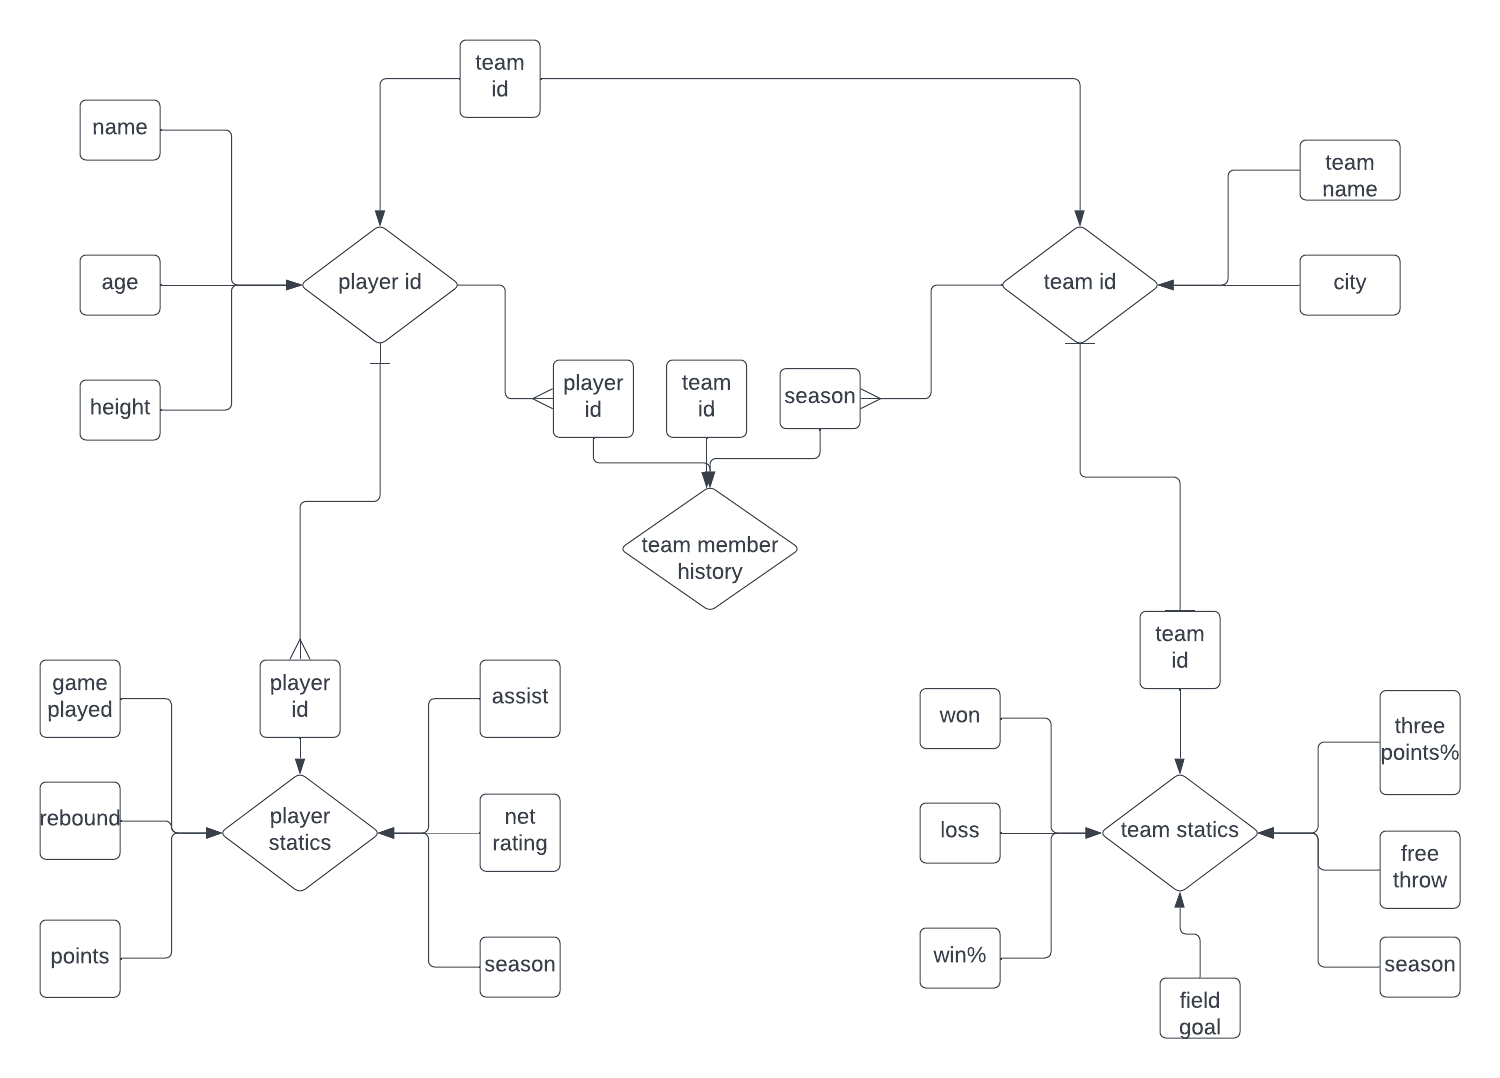 team
id
name
team
name
age
player id
team id
city
height
player
id
team
id
season
team member
history
team
id
game
played
player
id
assist
won
three
points%
rebound
player
statics
net
rating
loss
team statics
free
throw
points
season
win%
season
field
goal